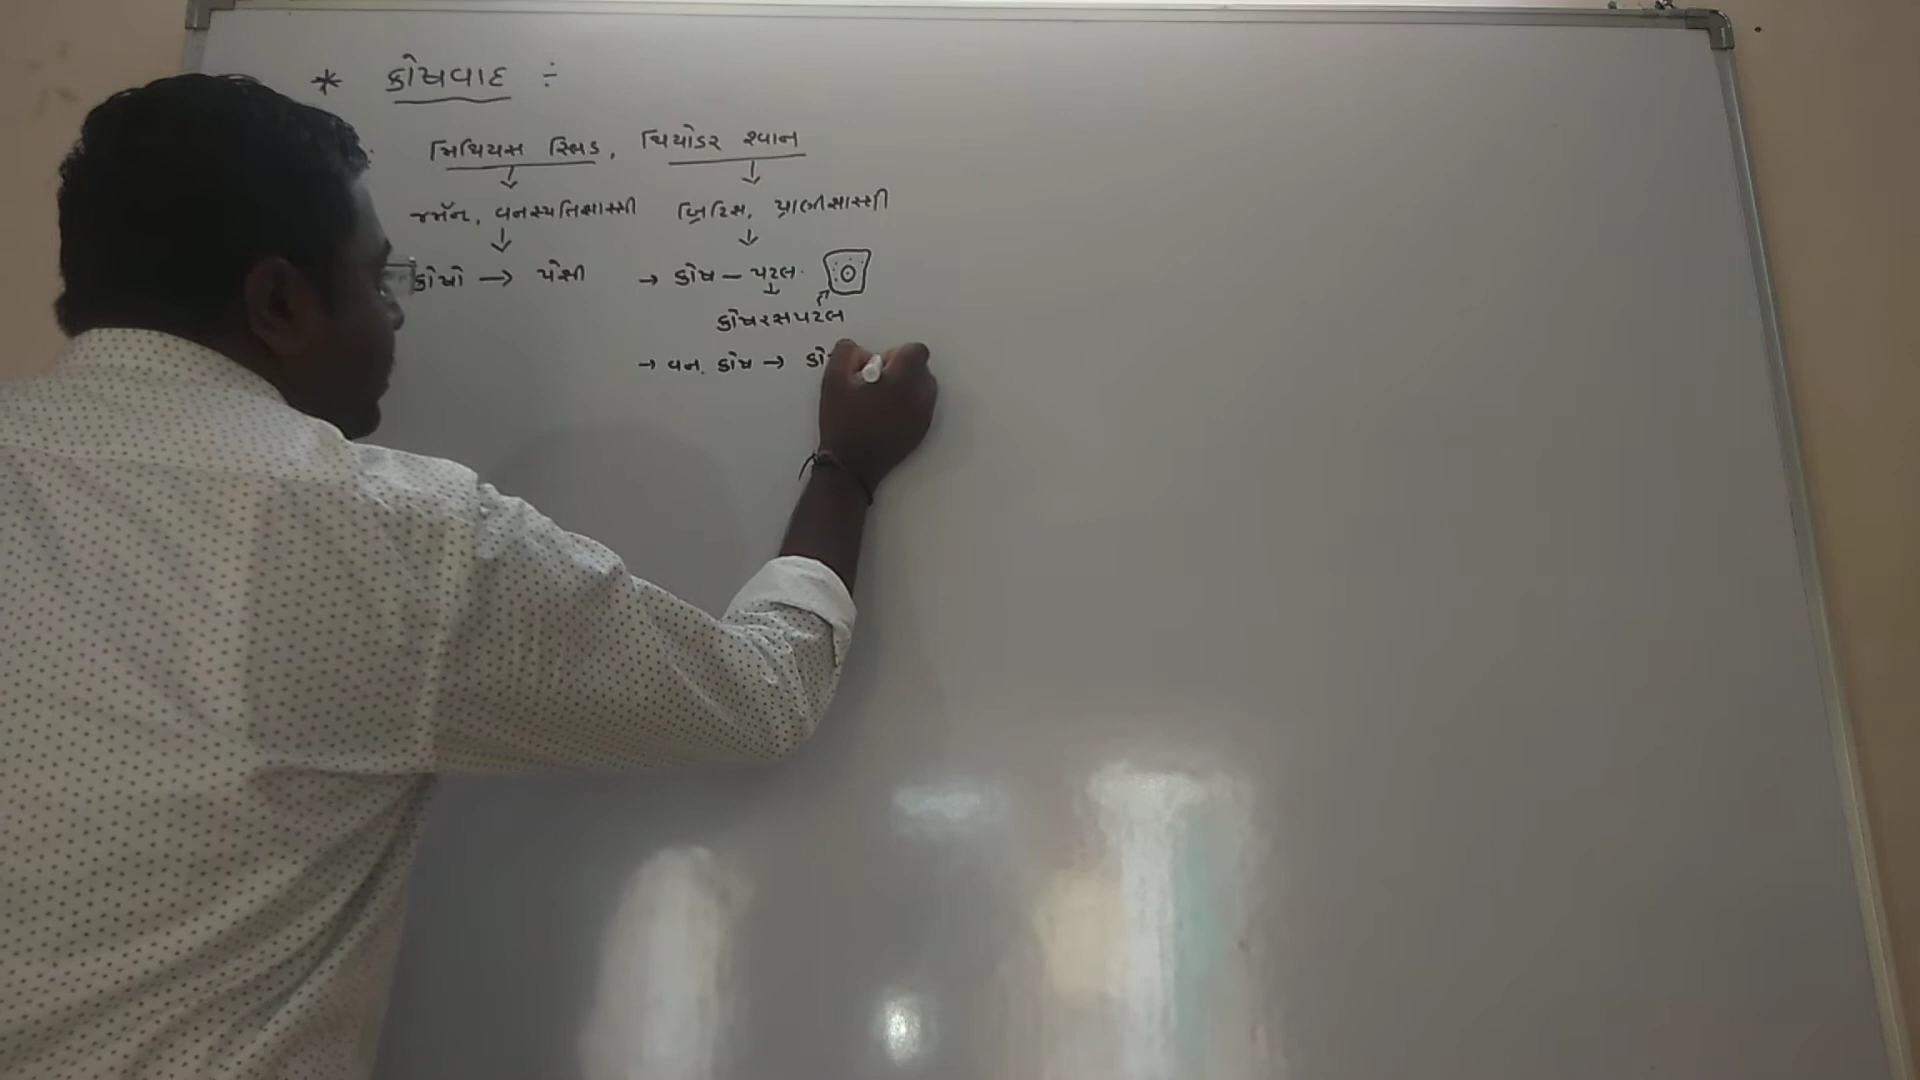 * કોષવાદ ÷
મિથિયસ સ્લિડ, થિયોડર શ્વાન
↓ ↓
જર્મન, વનસ્પતિશાસ્ત્રી બ્રિટિશ, પ્રાણીશાસ્ત્રી
↓ ↓
કોષો → પેશી → કોષ – પટલ.
↓
કોષરસપટલ
→ વન. કોષ → કો